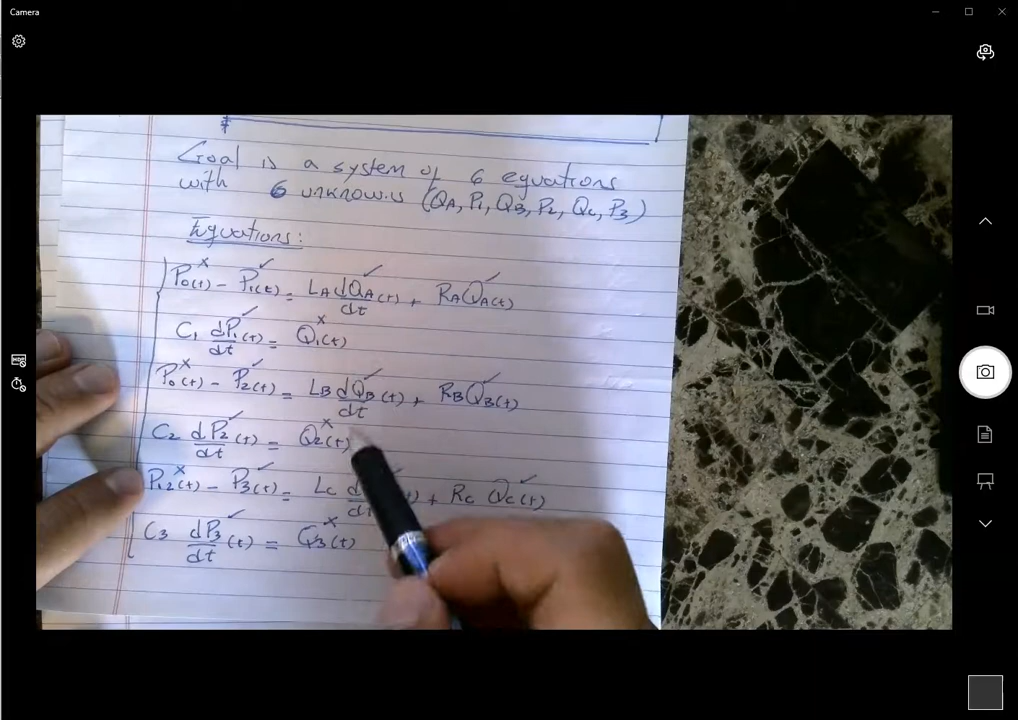 Camera
Goal is a system of 6 equations
with 6 unknowns (QA, P1, QB, P2, Qc, P3)
Equations:
P0(t) - P1(t) = LA dQA/dt (t) + RA QA(t)
C1 dP1/dt (t) = Q1(t)
P0(t) - P2(t) = LB dQB/dt (t) + RB QB(t)
C2 dP2/dt (t) = Q2(t)
P12(t) - P3(t) = Lc d /dt (t) + Rc Qc(t)
C3 dP3/dt (t) = Q3(t)